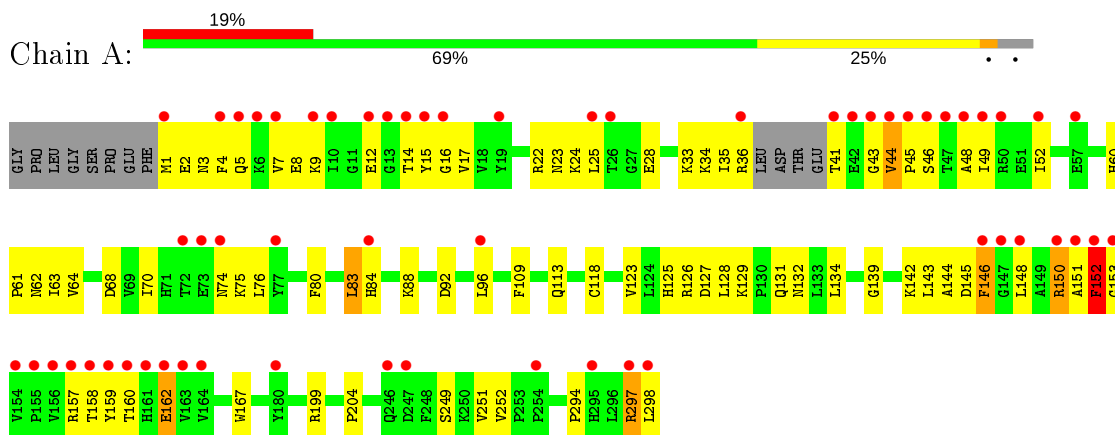 19%
Chain A: 69% 25% • •
GLY PRO LEU GLY SER PRO GLU PHE M1 E2 N3 F4 Q5 K6 V7 E8 K9 I10 G11 E12 G13 T14 Y15 G16 V17 V18 Y19 R22 N23 K24 L25 T26 G27 E28 K33 K34 I35 R36 LEU ASP THR GLU T41 E42 G43 V44 P45 S46 T47 A48 I49 R50 E51 I52 E57 H60
P61 N62 I63 V64 D68 V69 I70 H71 T72 E73 N74 K75 L76 Y77 F80 L83 H84 K88 D92 L96 F109 Q113 C118 V123 L124 H125 R126 D127 L128 K129 P130 Q131 N132 L133 L134 G139 K142 L143 A144 D145 F146 G147 L148 A149 R150 A151 F152 G153
V154 P155 V156 R157 T158 Y159 T160 H161 E162 V163 V164 W167 Y180 R199 P204 Q246 D247 F248 S249 K250 V251 V252 P253 P254 P294 H295 L296 R297 L298